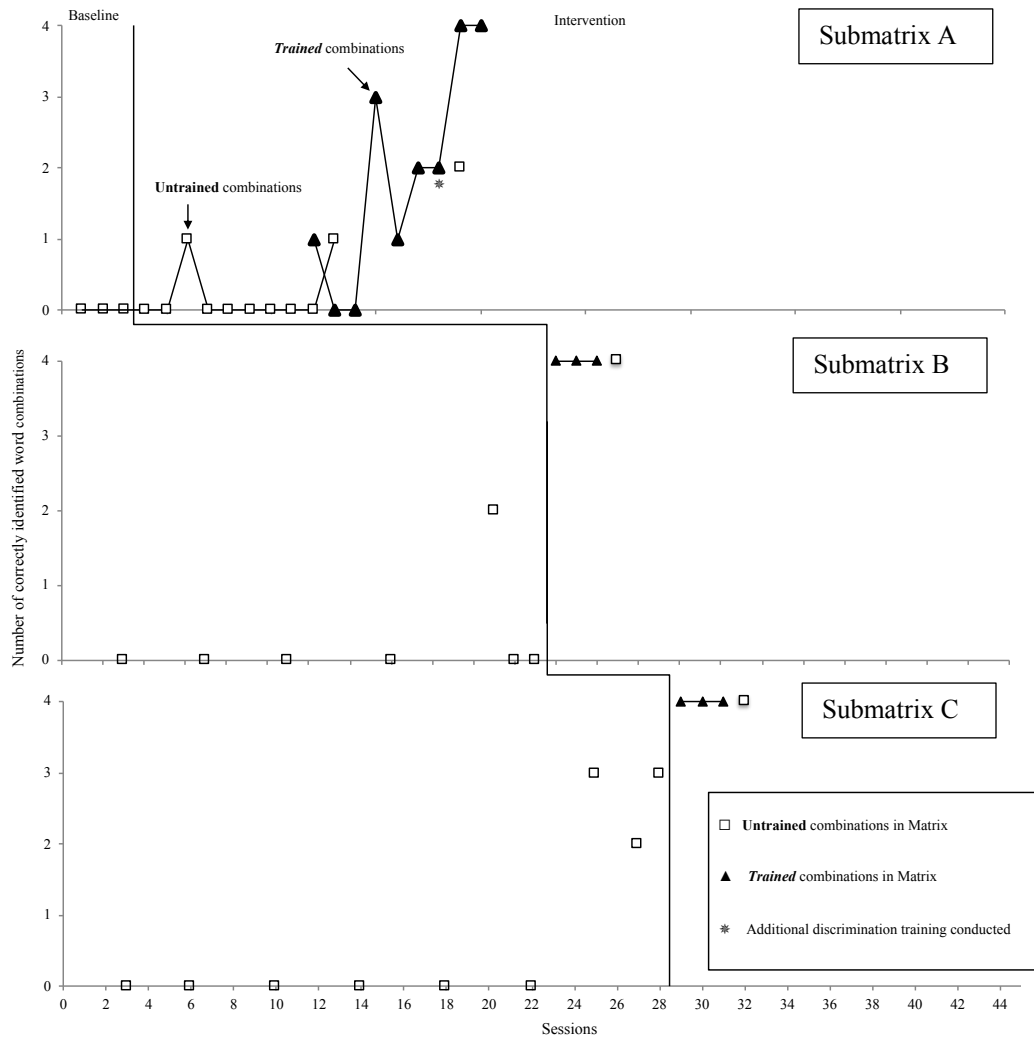 Baseline
Intervention
Submatrix A
Trained combinations
Untrained combinations
4
3
2
1
0
Submatrix B
4
3
2
1
0
Number of correctly identified word combinations
Submatrix C
4
3
2
1
0
Untrained combinations in Matrix
Trained combinations in Matrix
Additional discrimination training conducted
0 2 4 6 8 10 12 14 16 18 20 22 24 26 28 30 32 34 36 38 40 42 44
Sessions